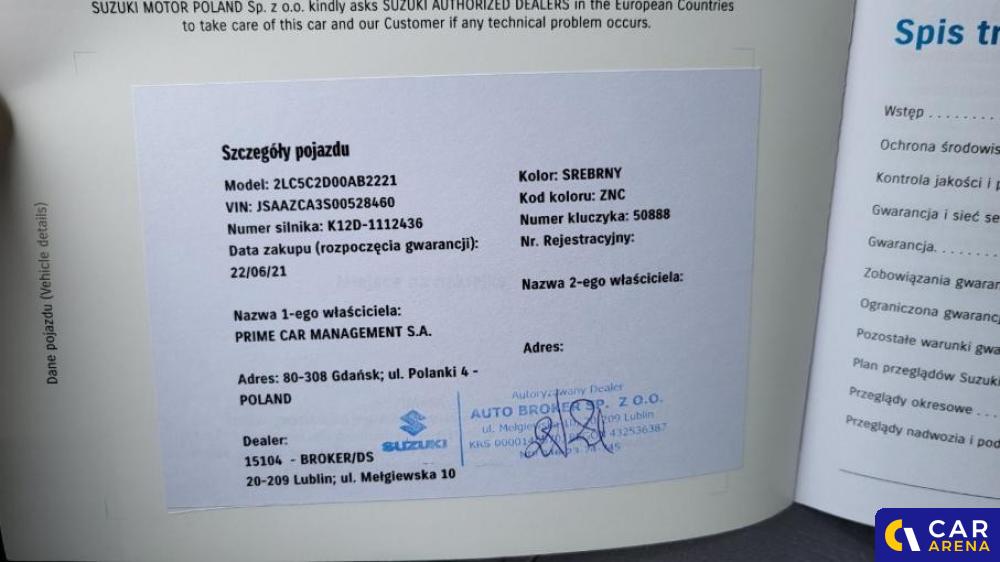 SUZUKI MOTOR POLAND Sp. z o.o. kindly asks SUZUKI AUTHORIZED DEALERS in the European Countries
to take care of this car and our Customer if any technical problem occurs.
Dane pojazdu (Vehicle details)
Szczegóły pojazdu
Model: 2LC5C2D00AB2221
VIN: JSAAZCA3S00528460
Numer silnika: K12D-1112436
Data zakupu (rozpoczęcia gwarancji):
22/06/21
Nazwa 1-ego właściciela:
PRIME CAR MANAGEMENT S.A.
Adres: 80-308 Gdańsk; ul. Polanki 4 -
POLAND
Dealer:
15104 - BROKER/DS
20-209 Lublin; ul. Mełgiewska 10
Kolor: SREBRNY
Kod koloru: ZNC
Numer kluczyka: 50888
Nr. Rejestracyjny:
Nazwa 2-ego właściciela:
Adres:
SUZUKI
Autoryzowany Dealer
AUTO BROKER SP. Z O.O.
ul. Mełgiewska 209 Lublin
KRS 432536387
Spis tr
Wstęp . . . . . . . .
Ochrona środowis
Kontrola jakości i p
Gwarancja i sieć se
Gwarancja. . . . . . .
Zobowiązania gwaran
Ograniczona gwarancj
Pozostałe warunki gwa
Plan przeglądów Suzuki
Przeglądy okresowe . . .
Przeglądy nadwozia i pod
CAR
ARENA